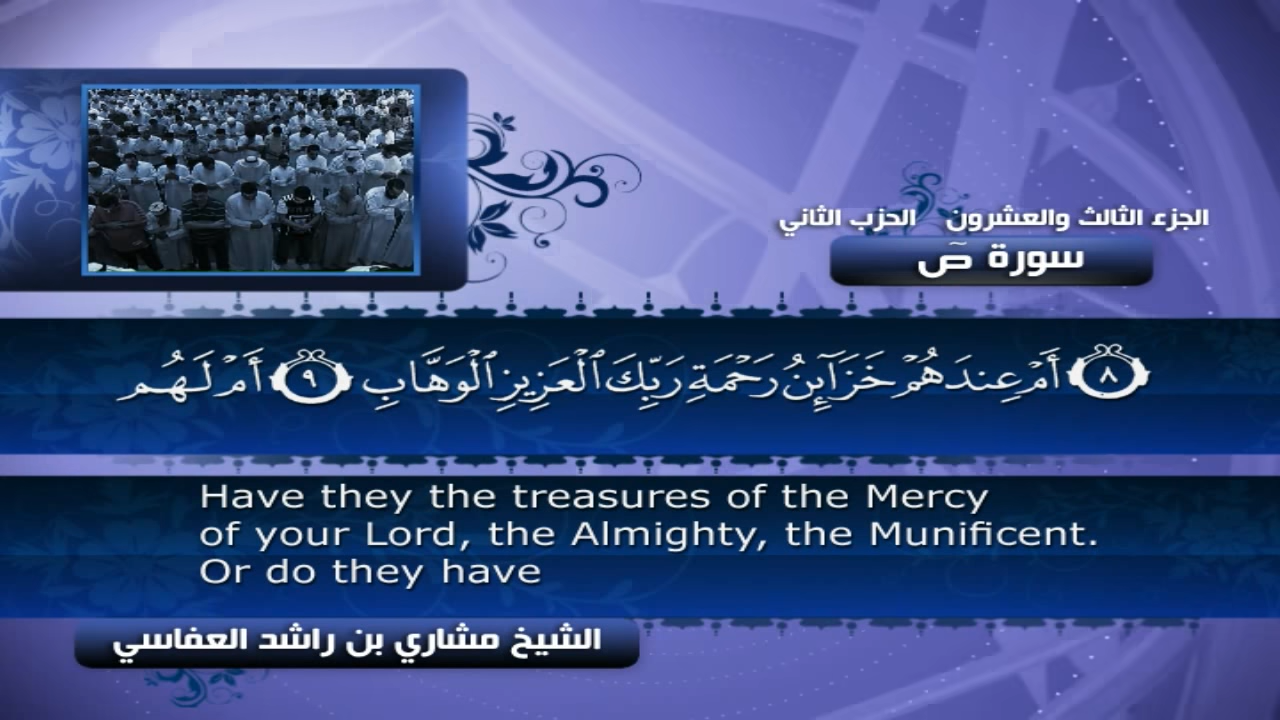 الجزء الثالث والعشرون الحزب الثاني
سورة صٓ
٨ أَمۡ عِندَهُمۡ خَزَآئِنُ رَحۡمَةِ رَبِّكَ ٱلۡعَزِيزِ ٱلۡوَهَّابِ ٩ أَمۡ لَهُم
Have they the treasures of the Mercy
of your Lord, the Almighty, the Munificent.
Or do they have
الشيخ مشاري بن راشد العفاسي